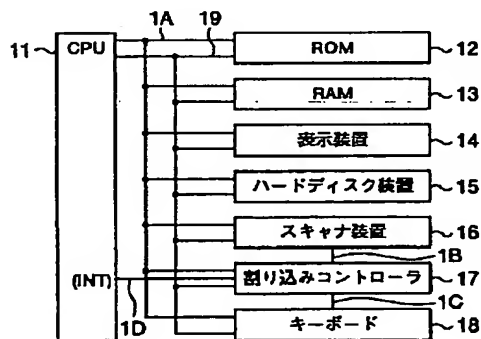 1A
19
11
CPU
ROM
12
RAM
13
表示装置
14
ハードディスク装置
15
スキャナ装置
16
1B
(INT)
割り込みコントローラ
17
1D
1C
キーボード
18